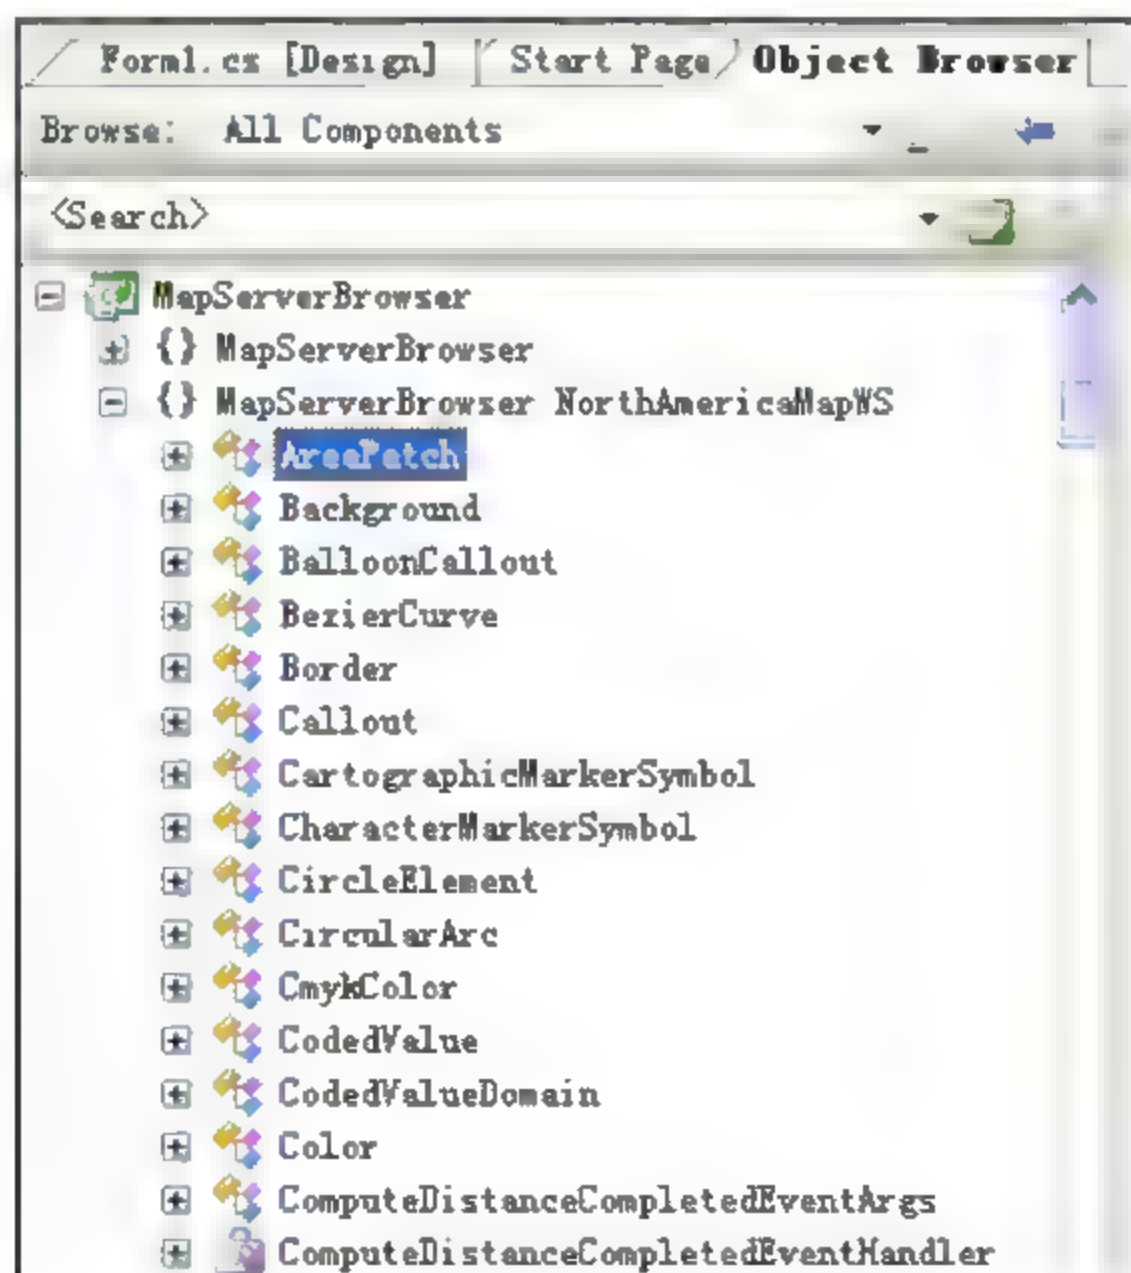 Form1.cs [Design] Start Page Object Browser
Browse: All Components
<Search>
MapServerBrowser
{} MapServerBrowser
{} MapServerBrowser NorthAmericaMapWS
AreaPatch
Background
BalloonCallout
BezierCurve
Border
Callout
CartographicMarkerSymbol
CharacterMarkerSymbol
CircleElement
CircularArc
CmykColor
CodedValue
CodedValueDomain
Color
ComputeDistanceCompletedEventArgs
ComputeDistanceCompletedEventHandler